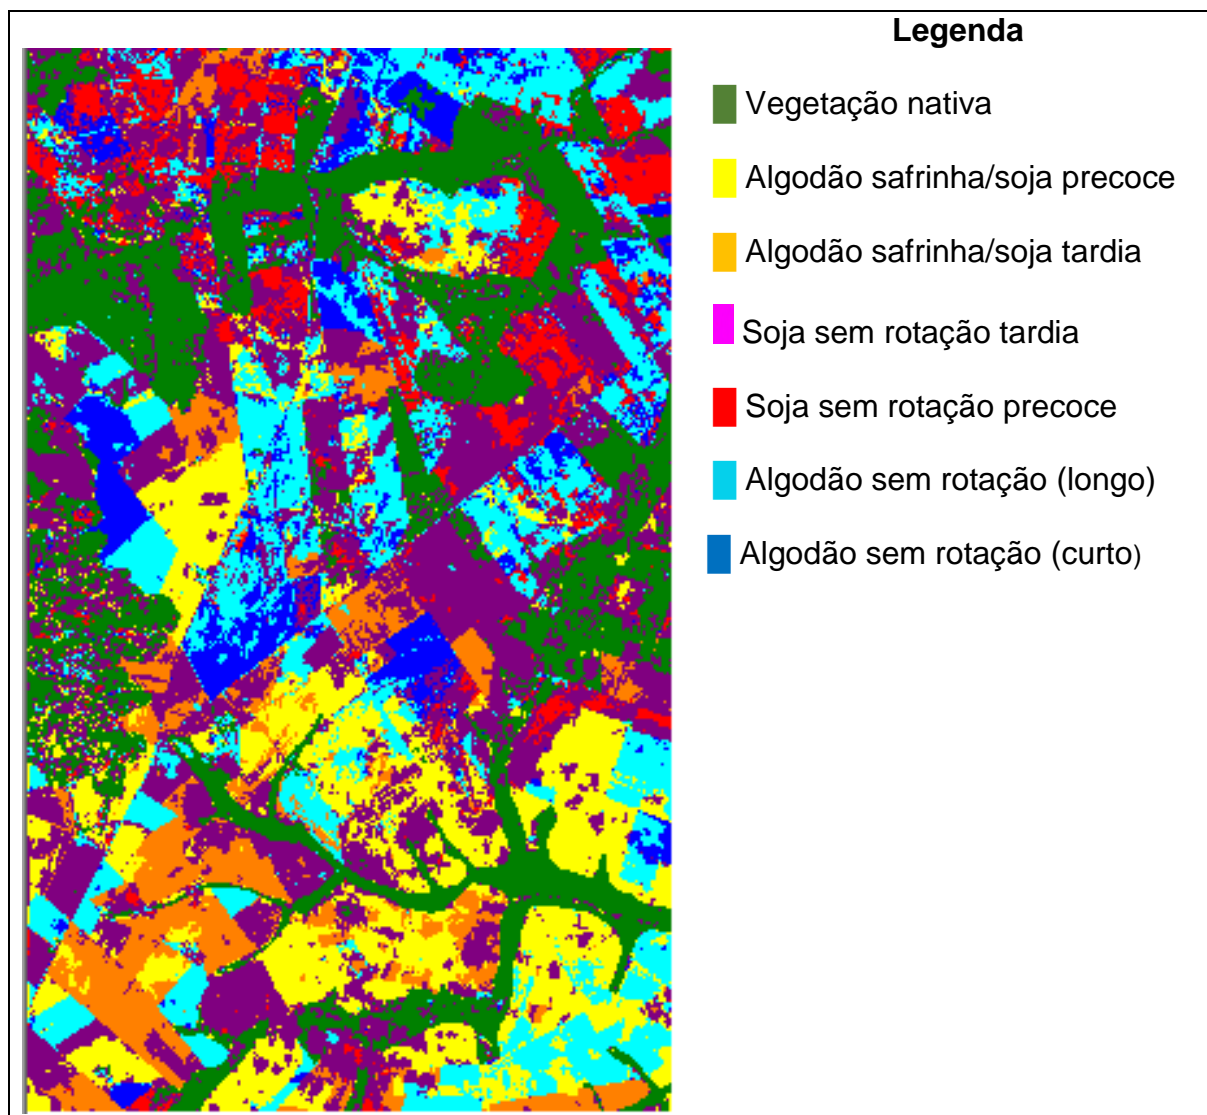 Legenda
Vegetação nativa
Algodão safrinha/soja precoce
Algodão safrinha/soja tardia
Soja sem rotação tardia
Soja sem rotação precoce
Algodão sem rotação (longo)
Algodão sem rotação (curto)